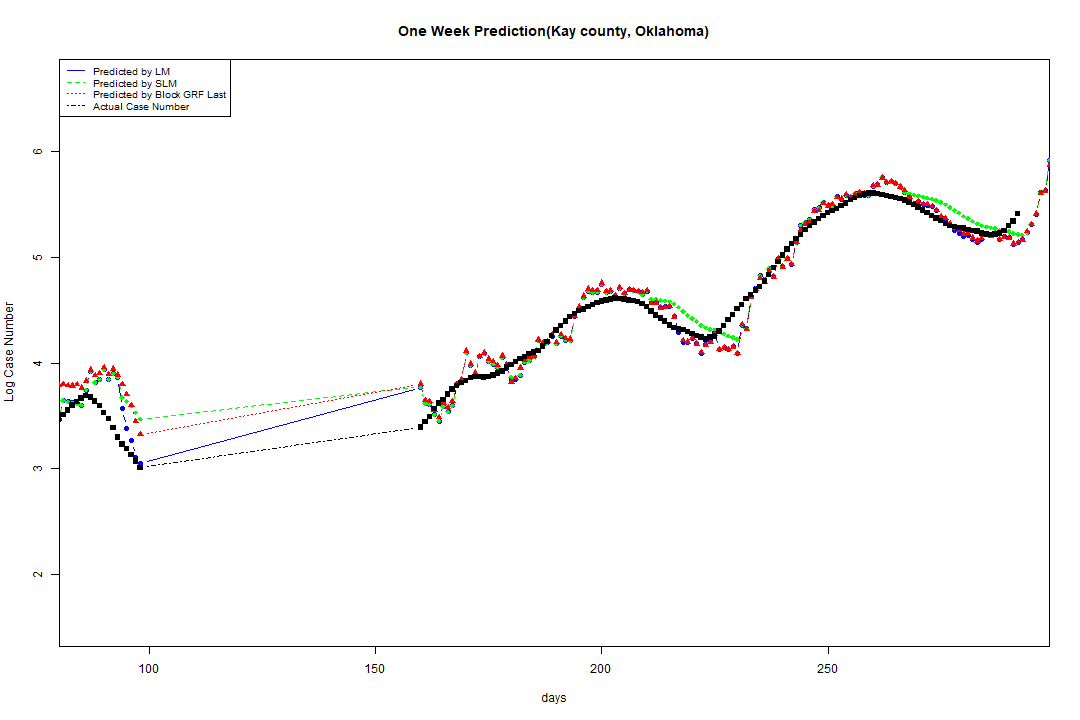 One Week Prediction(Kay county, Oklahoma)
Predicted by LM
Predicted by SLM
Predicted by Block GRF Last
Actual Case Number
6
5
4
3
2
Log Case Number
100
150
200
250
days